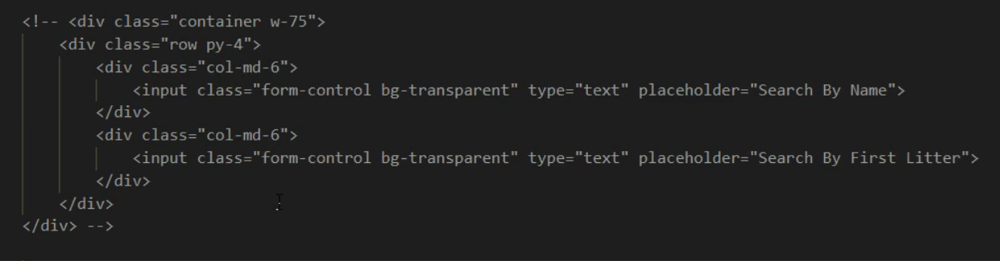 <!-- <div class="container w-75">
<div class="row py-4">
<div class="col-md-6">
<input class="form-control bg-transparent" type="text" placeholder="Search By Name">
</div>
<div class="col-md-6">
<input class="form-control bg-transparent" type="text" placeholder="Search By First Litter">
</div>
</div>
</div> -->